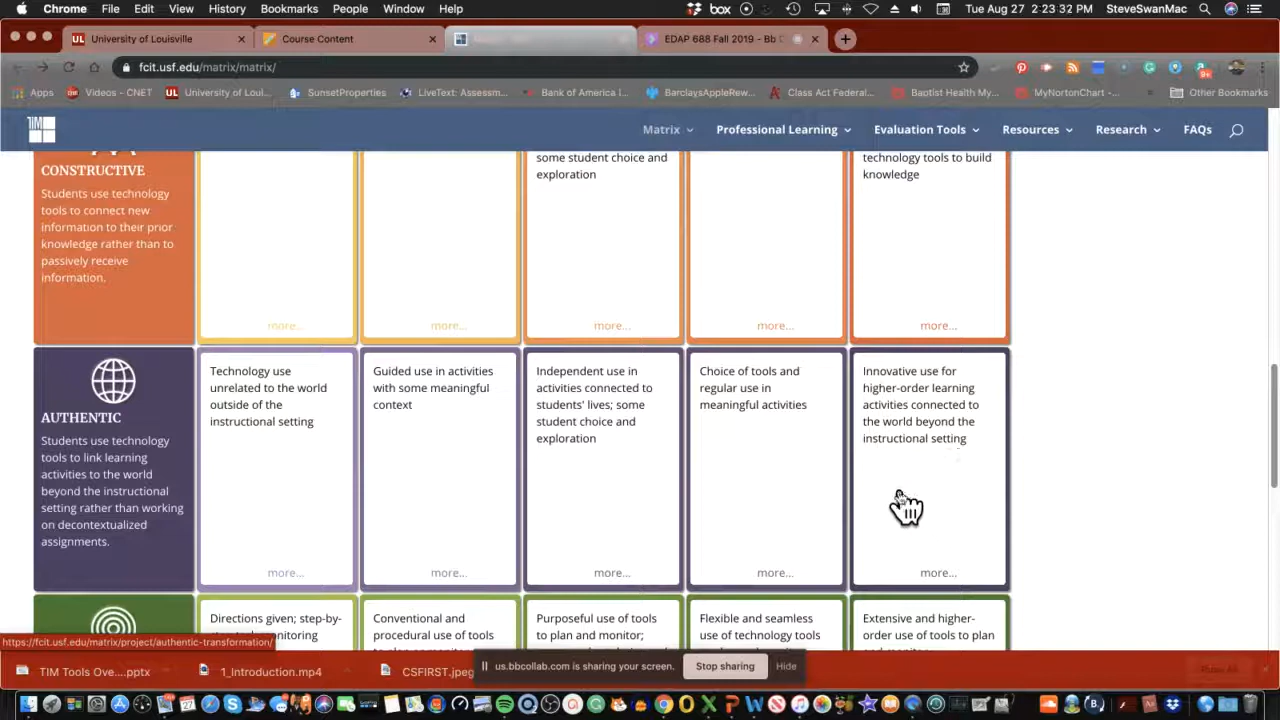 Chrome File Edit View History Bookmarks People Window Help box Tue Aug 27 2:23:32 PM SteveSwanMac
UL University of Louisville Course Content EDAP 688 Fall 2019 - Bb C
fcit.usf.edu/matrix/matrix/
Apps Videos - CNET UL University of Loui... SunsetProperties LiveText: Assessm... Bank of America I... BarclaysAppleRew... Class Act Federal... Baptist Health My... MyNortonChart -... Other Bookmarks
TIM Matrix Professional Learning Evaluation Tools Resources Research FAQs
CONSTRUCTIVE
Students use technology
tools to connect new
information to their prior
knowledge rather than to
passively receive
information.
more...
more...
some student choice and
exploration
more...
more...
technology tools to build
knowledge
more...
AUTHENTIC
Students use technology
tools to link learning
activities to the world
beyond the instructional
setting rather than working
on decontextualized
assignments.
Technology use
unrelated to the world
outside of the
instructional setting
more...
Guided use in activities
with some meaningful
context
more...
Independent use in
activities connected to
students' lives; some
student choice and
exploration
more...
Choice of tools and
regular use in
meaningful activities
more...
Innovative use for
higher-order learning
activities connected to
the world beyond the
instructional setting
more...
Directions given; step-by-
Conventional and
procedural use of tools
Purposeful use of tools
to plan and monitor;
Flexible and seamless
use of technology tools
Extensive and higher-
order use of tools to plan
https://fcit.usf.edu/matrix/project/authentic-transformation/
TIM Tools Ove....pptx 1_Introduction.mp4 CSFIRST.jpeg
us.bbcollab.com is sharing your screen. Stop sharing Hide